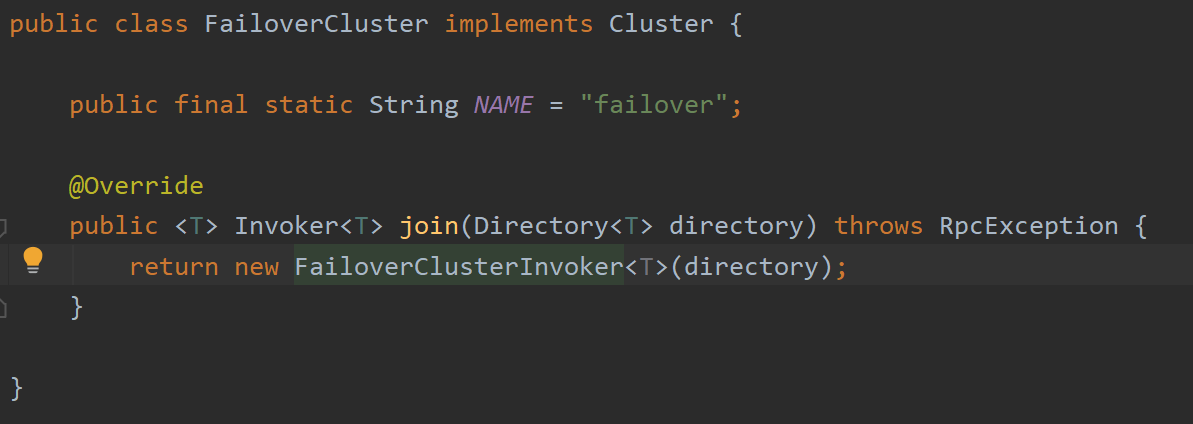 public class FailoverCluster implements Cluster {
public final static String NAME = "failover";
@Override
public <T> Invoker<T> join(Directory<T> directory) throws RpcException {
return new FailoverClusterInvoker<T>(directory);
}
}